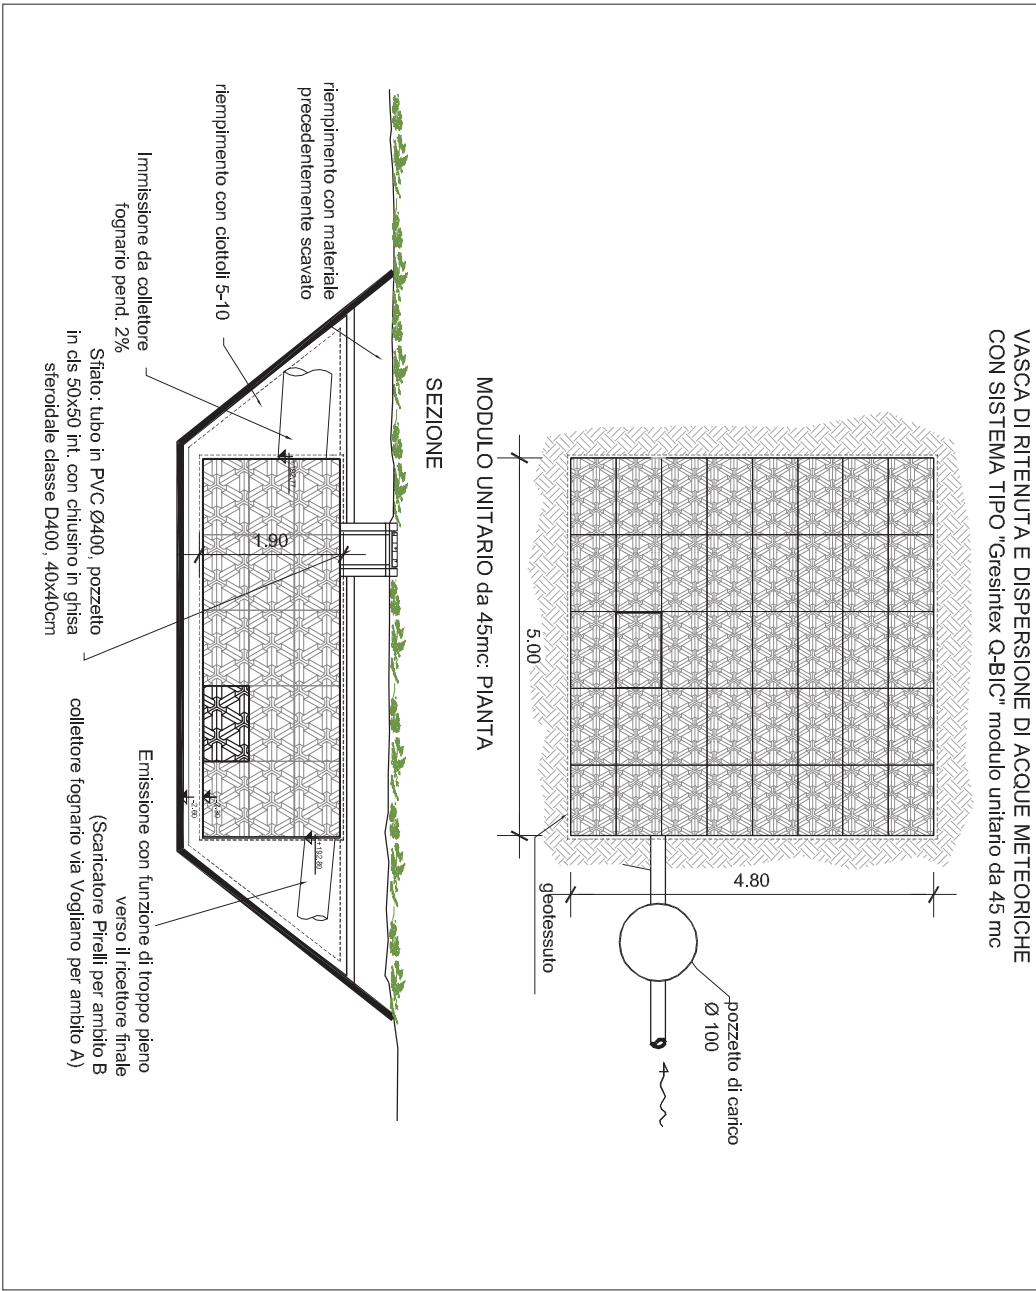 VASCA DI RITENUTA E DISPERSIONE DI ACQUE METEORICHE
CON SISTEMA TIPO "Gresintex Q-BIC" modulo unitario da 45 mc
4.80
5.00
geotessuto
pozzetto di carico
Ø 100
MODULO UNITARIO da 45mc: PIANTA
SEZIONE
riempimento con materiale
precedentemente scavato
riempimento con ciottoli 5-10
Immissione da collettore
fognario pend. 2%
Sfiato: tubo in PVC Ø400, pozzetto
in cls 50x50 int. con chiusino in ghisa
sferoidale classe D400, 40x40cm
1.90
+192.80
-2.80
Emissione con funzione di troppo pieno
verso il ricettore finale
(Scaricatore Pirelli per ambito B
collettore fognario via Vogliano per ambito A)